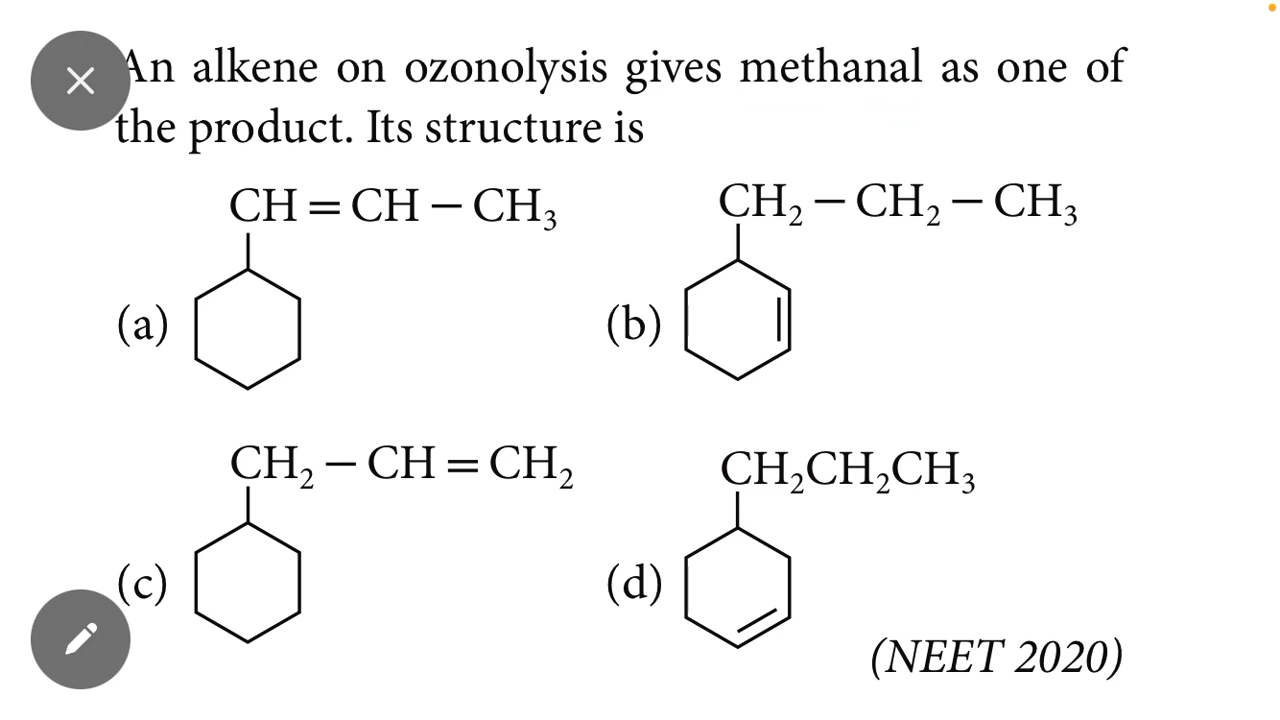 An alkene on ozonolysis gives methanal as one of
the product. Its structure is
CH=CH−CH₃
CH₂−CH₂−CH₃
(a)
(b)
CH₂−CH=CH₂
CH₂CH₂CH₃
(c)
(d)
(NEET 2020)